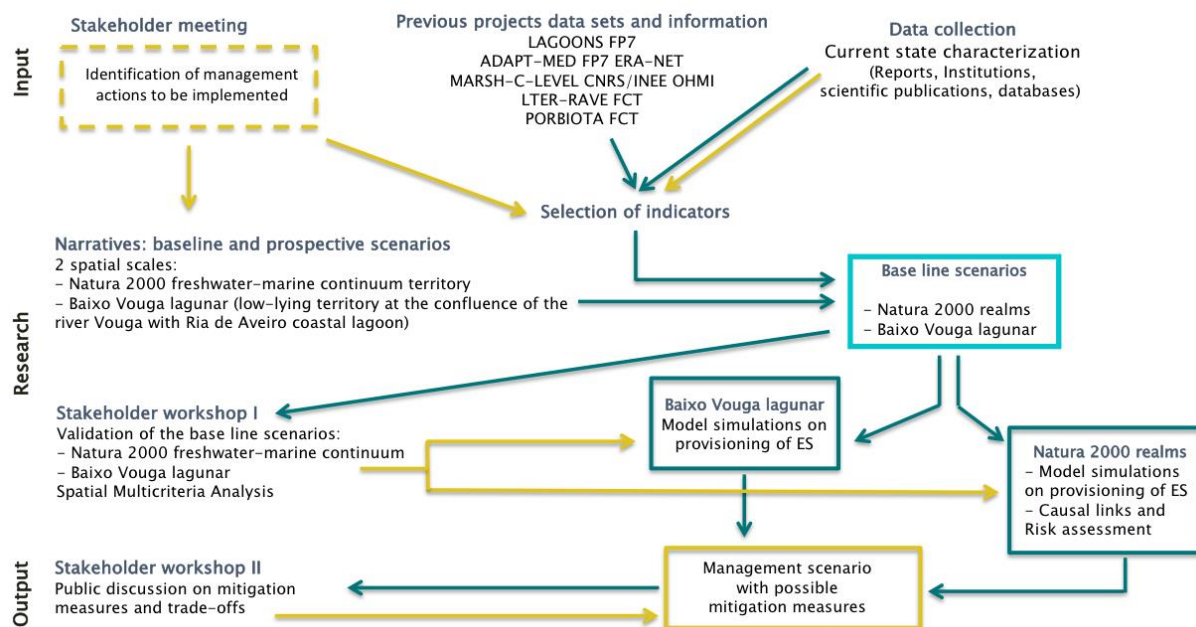 Input
Stakeholder meeting
Identification of management
actions to be implemented
Previous projects data sets and information
LAGOONS FP7
ADAPT-MED FP7 ERA-NET
MARSH-C-LEVEL CNRS/INEE OHMI
LTER-RAVE FCT
PORBIOTA FCT
Data collection
Current state characterization
(Reports, Institutions,
scientific publications, databases)
Selection of indicators
Research
Narratives: baseline and prospective scenarios
2 spatial scales:
- Natura 2000 freshwater-marine continuum territory
- Baixo Vouga lagunar (low-lying territory at the confluence of the
river Vouga with Ria de Aveiro coastal lagoon)
Base line scenarios
- Natura 2000 realms
- Baixo Vouga lagunar
Stakeholder workshop I
Validation of the base line scenarios:
- Natura 2000 freshwater-marine continuum
- Baixo Vouga lagunar
Spatial Multicriteria Analysis
Baixo Vouga lagunar
Model simulations on
provisioning of ES
Natura 2000 realms
- Model simulations
on provisioning of ES
- Causal links and
Risk assessment
Output
Stakeholder workshop II
Public discussion on mitigation
measures and trade-offs
Management scenario
with possible
mitigation measures